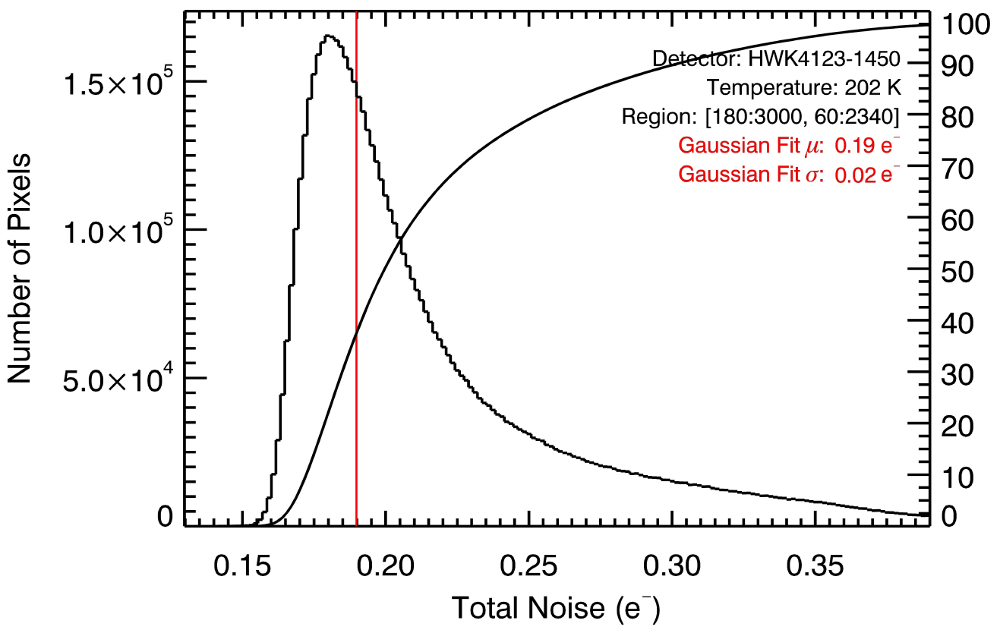 Number of Pixels
1.5×10⁵
1.0×10⁵
5.0×10⁴
0
Detector: HWK4123-1450
Temperature: 202 K
Region: [180:3000, 60:2340]
Gaussian Fit μ: 0.19 e⁻
Gaussian Fit σ: 0.02 e⁻
100
90
80
70
60
50
40
30
20
10
0
0.15 0.20 0.25 0.30 0.35
Total Noise (e⁻)